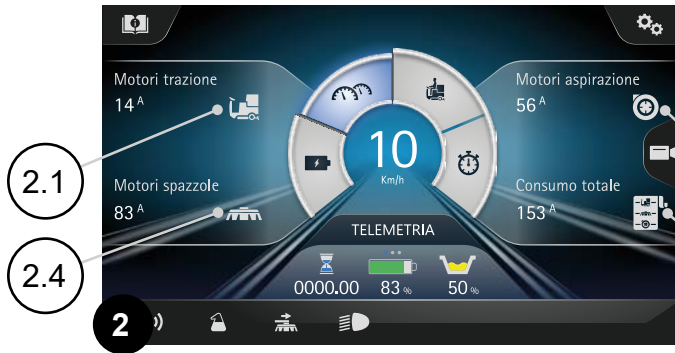 Motori trazione
14 A
Motori spazzole
83 A
10
Km/h
Motori aspirazione
56 A
Consumo totale
153 A
TELEMETRIA
0000.00
83 %
50 %
2.1
2.4
2